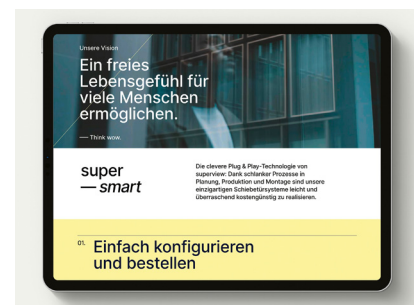 Unsere Vision
Ein freies
Lebensgefühl für
viele Menschen
ermöglichen.
— Think wow.
super
— smart
Die clevere Plug & Play-Technologie von
superview: Dank schlanker Prozesse in
Planung, Produktion und Montage sind unsere
einzigartigen Schiebetürsysteme leicht und
überraschend kostengünstig zu realisieren.
01. Einfach konfigurieren
und bestellen